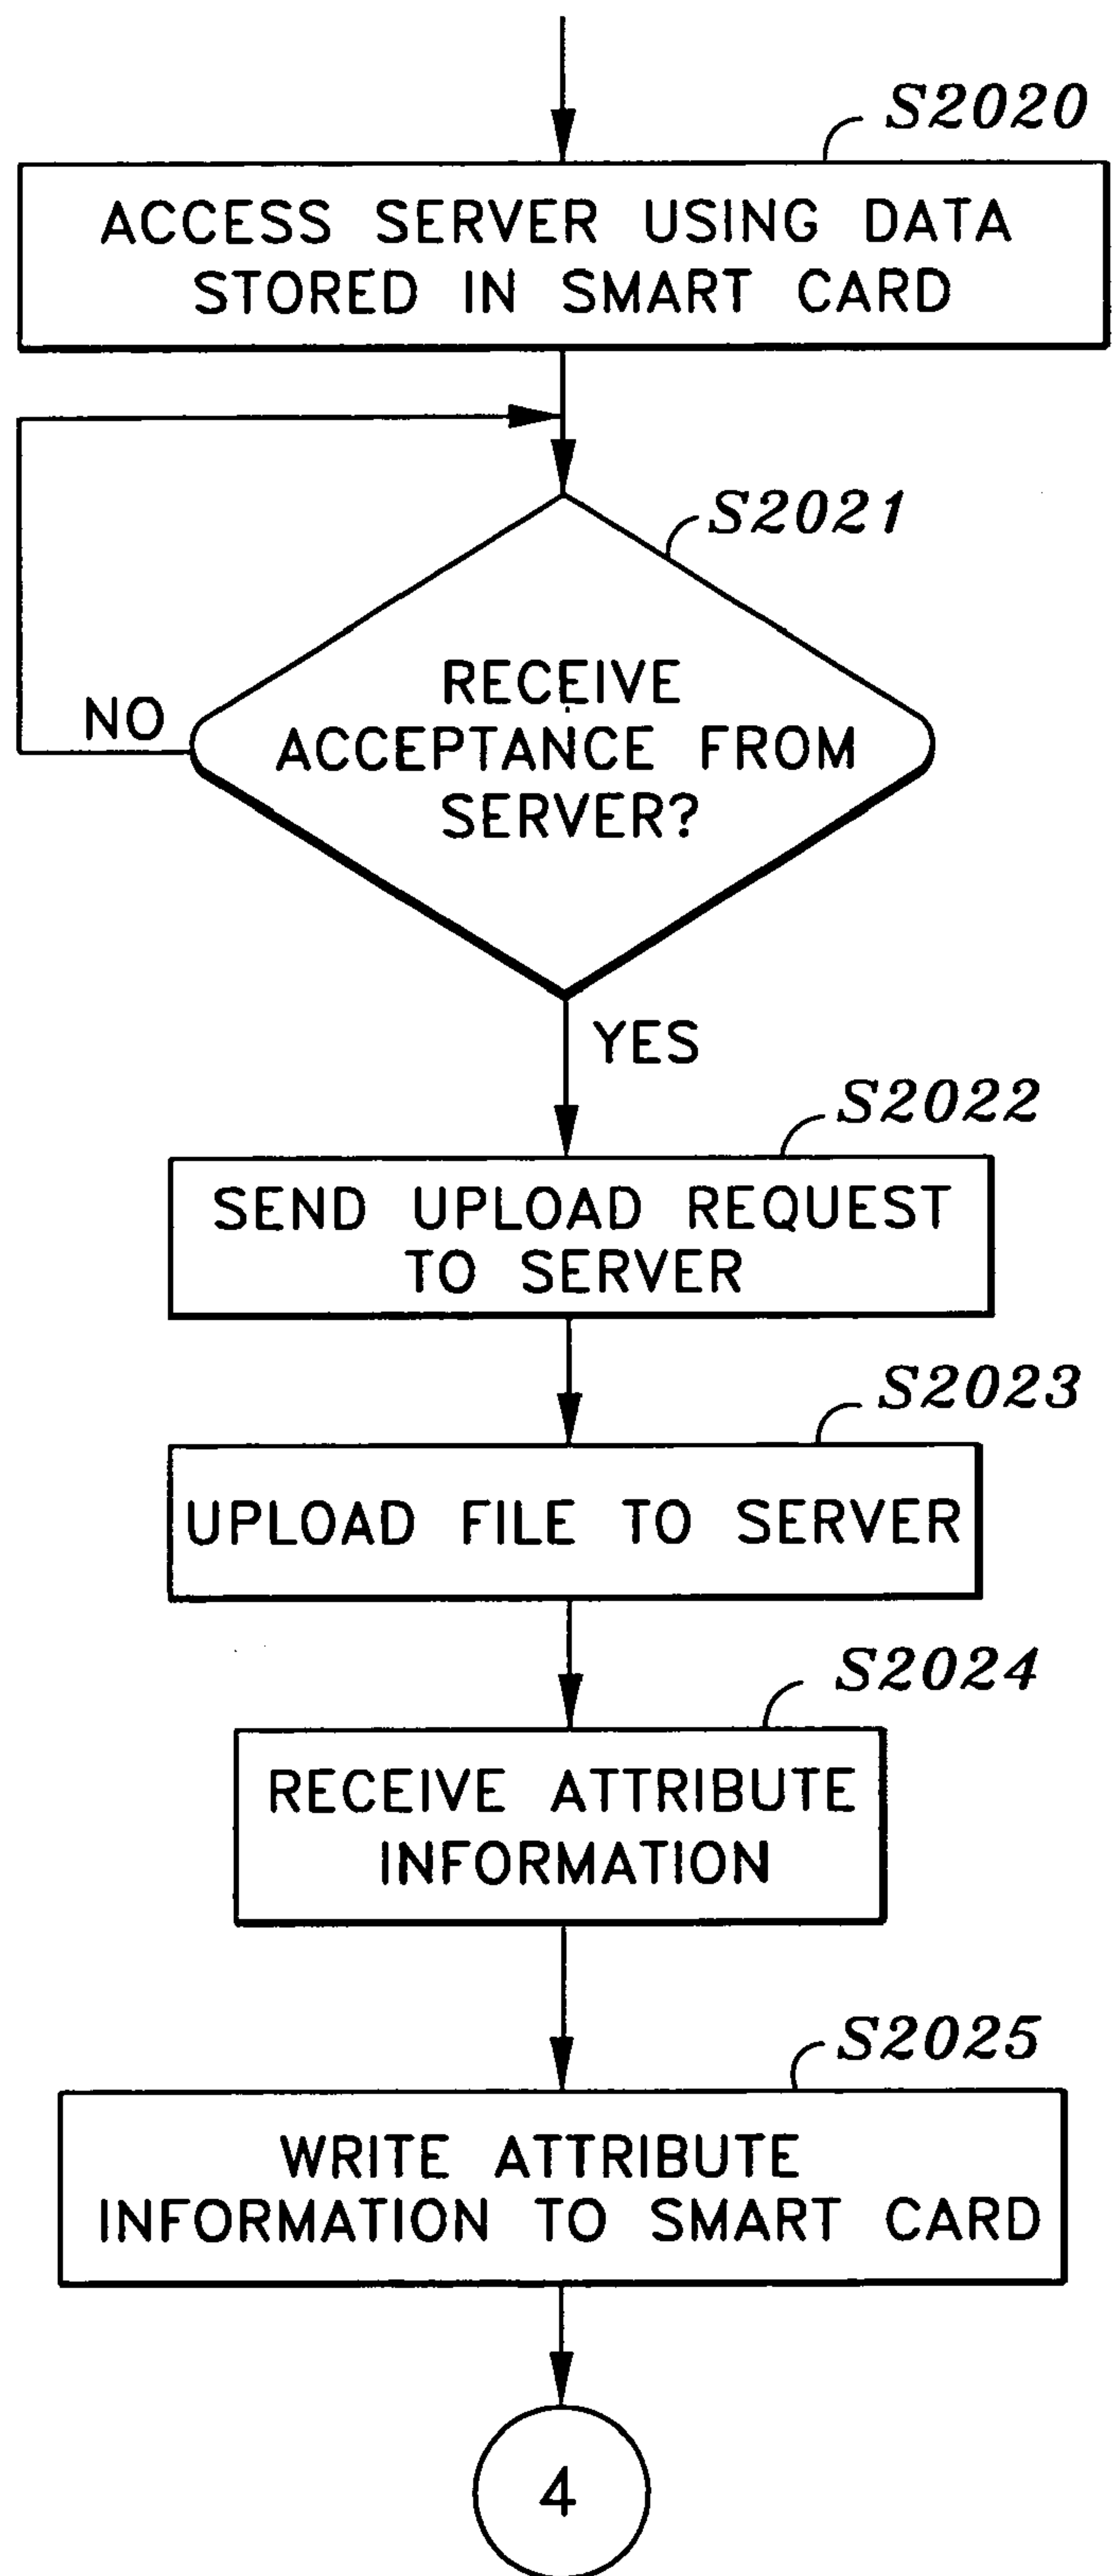 S2020
ACCESS SERVER USING DATA
STORED IN SMART CARD
S2021
RECEIVE
ACCEPTANCE FROM
SERVER?
NO
YES
S2022
SEND UPLOAD REQUEST
TO SERVER
S2023
UPLOAD FILE TO SERVER
S2024
RECEIVE ATTRIBUTE
INFORMATION
S2025
WRITE ATTRIBUTE
INFORMATION TO SMART CARD
4